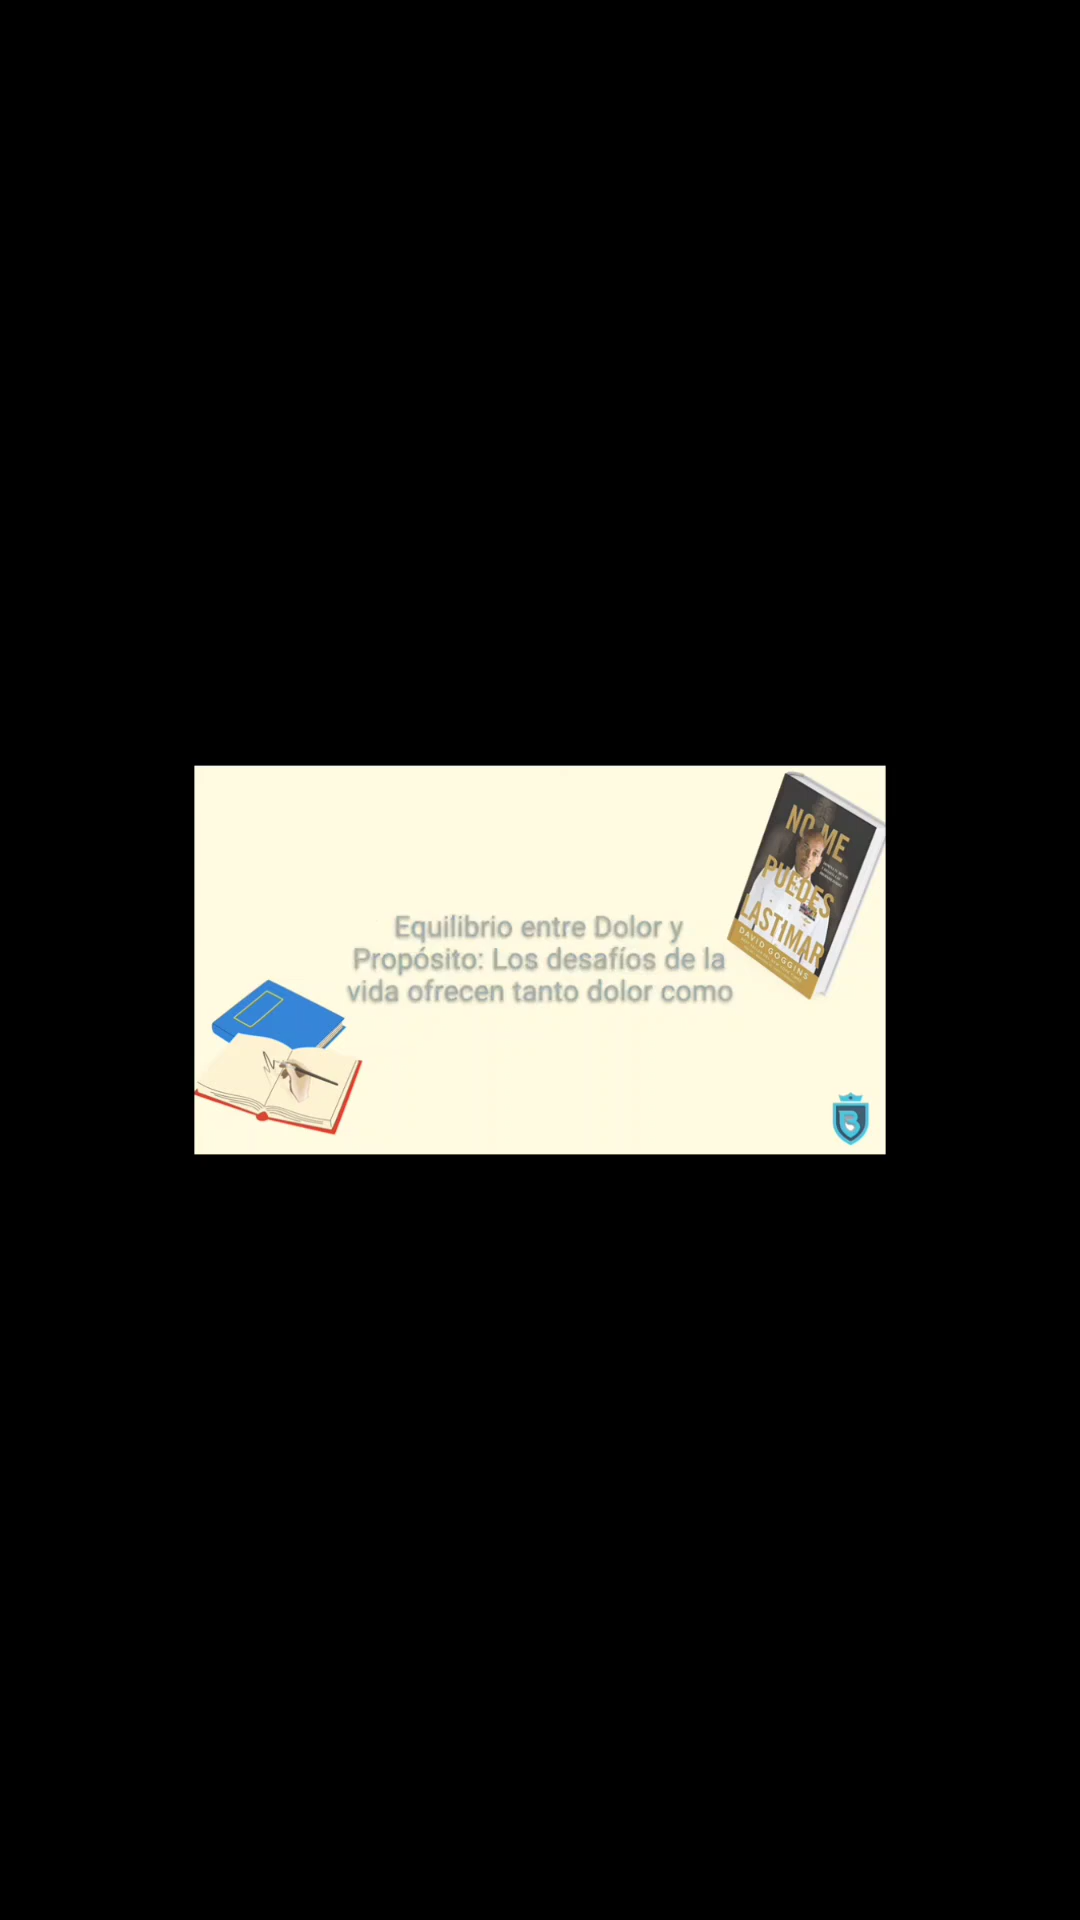 NO ME
PUEDES
LASTIMAR
DAVID GOGGINS
Equilibrio entre Dolor y
Propósito: Los desafíos de la
vida ofrecen tanto dolor como
B